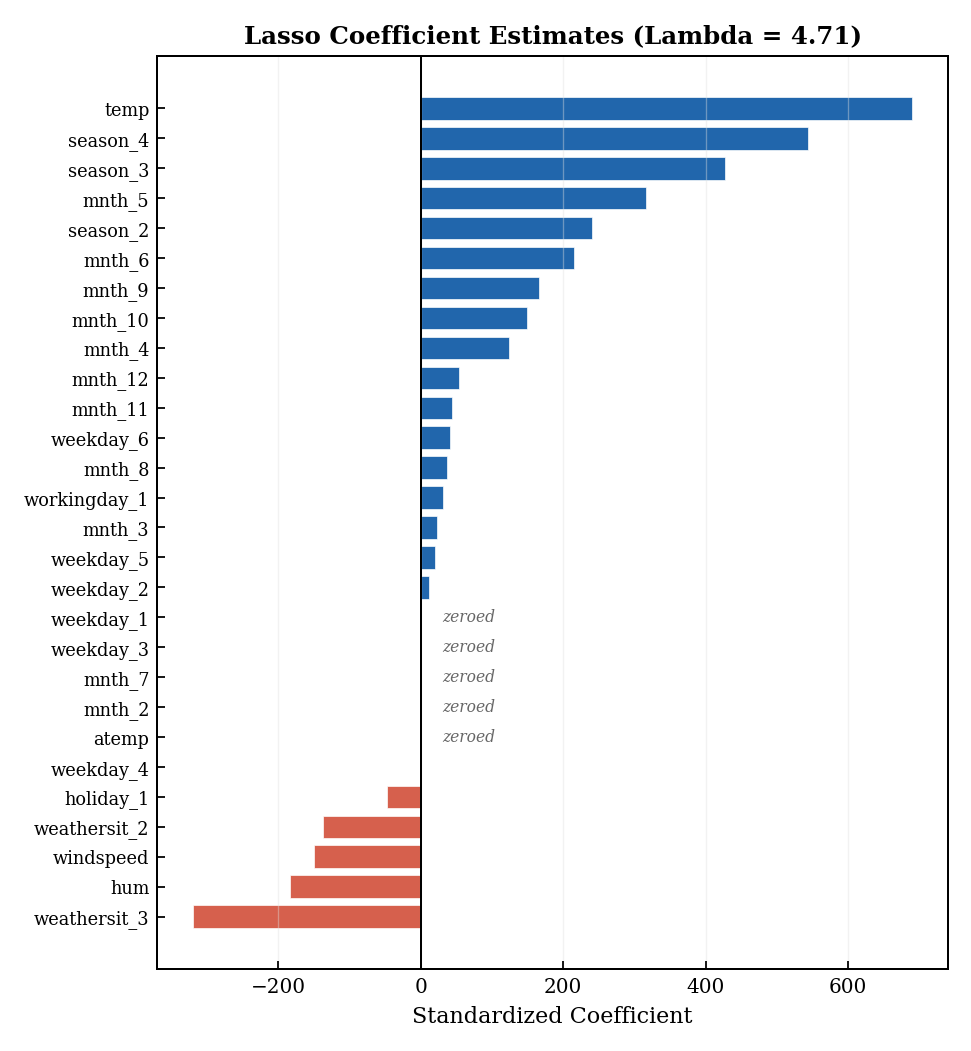 Lasso Coefficient Estimates (Lambda = 4.71)
temp
season_4
season_3
mnth_5
season_2
mnth_6
mnth_9
mnth_10
mnth_4
mnth_12
mnth_11
weekday_6
mnth_8
workingday_1
mnth_3
weekday_5
weekday_2
weekday_1 zeroed
weekday_3 zeroed
mnth_7 zeroed
mnth_2 zeroed
atemp zeroed
weekday_4
holiday_1
weathersit_2
windspeed
hum
weathersit_3
−200 0 200 400 600
Standardized Coefficient